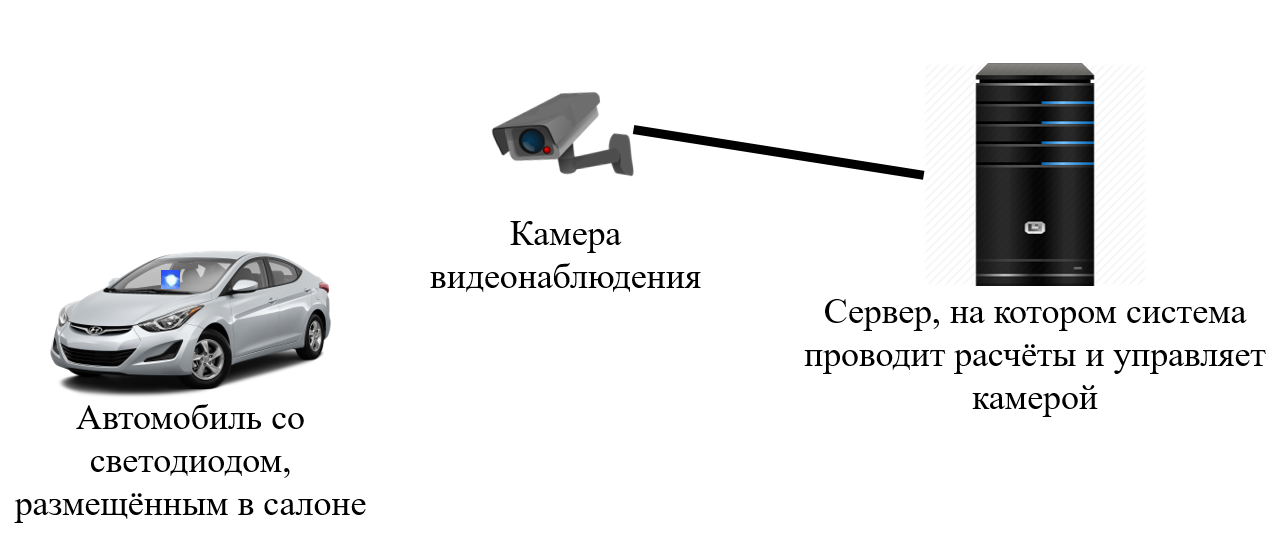 Камера
видеонаблюдения
Сервер, на котором система
проводит расчёты и управляет
камерой
Автомобиль со
светодиодом,
размещённым в салоне